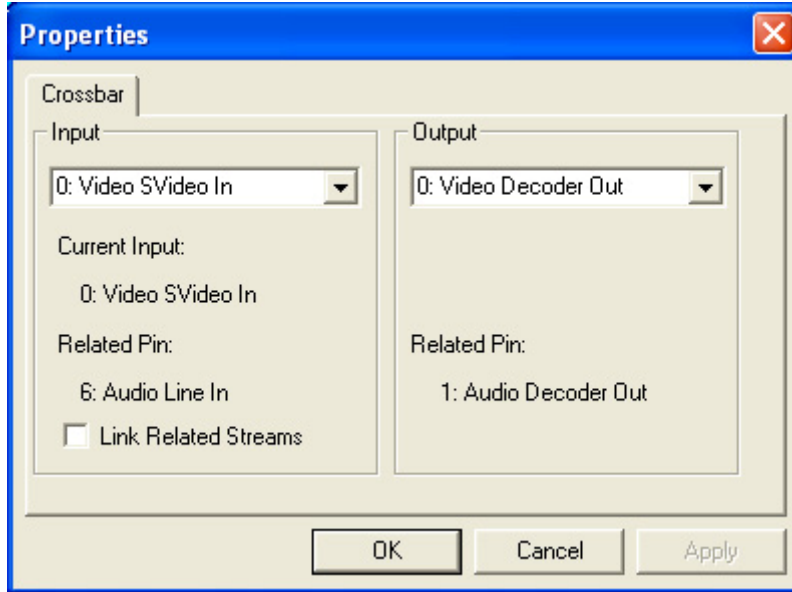 Properties
Crossbar
Input
0: Video SVideo In
Current Input:
0: Video SVideo In
Related Pin:
6: Audio Line In
Link Related Streams
Output
0: Video Decoder Out
Related Pin:
1: Audio Decoder Out
OK
Cancel
Apply